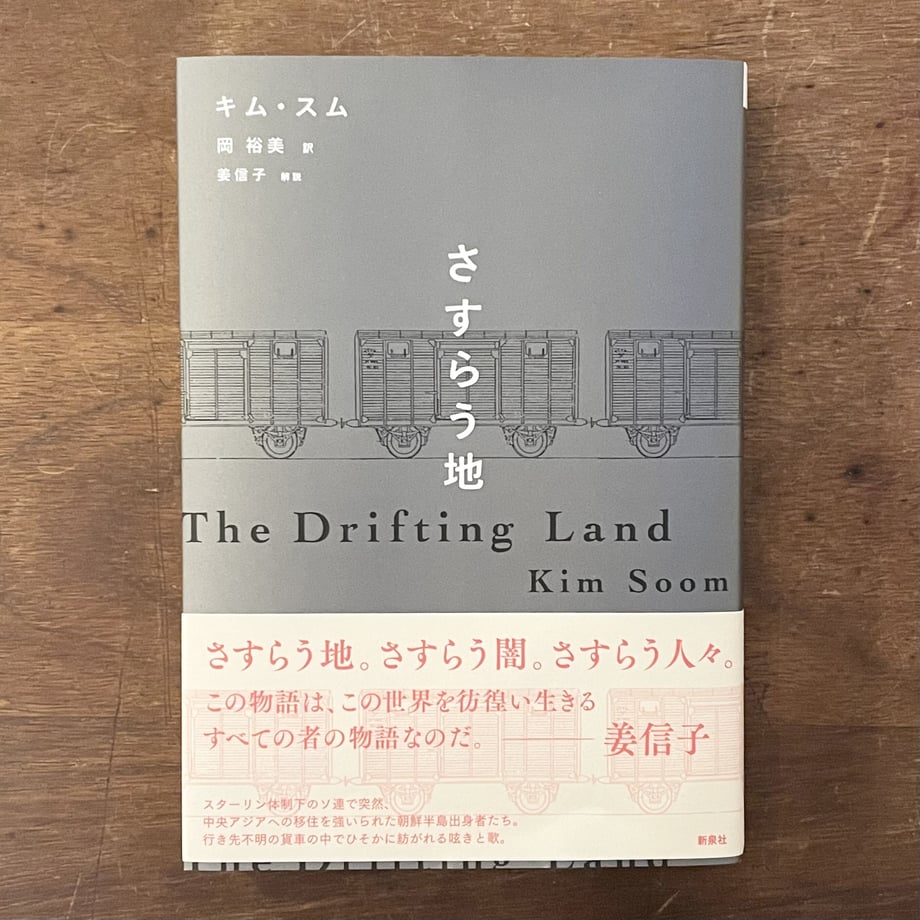 キム・スム
岡 裕美 訳
姜信子 解説
さすらう地
The Drifting Land
Kim Soom
さすらう地。さすらう闇。さすらう人々。
この物語は、この世界を彷徨い生きる
すべての者の物語なのだ。――姜信子
スターリン体制下のソ連で突然、
中央アジアへの移住を強いられた朝鮮半島出身者たち。
行き先不明の貨車の中でひそかに紡がれる呟きと歌。
新泉社
The Drifting Land